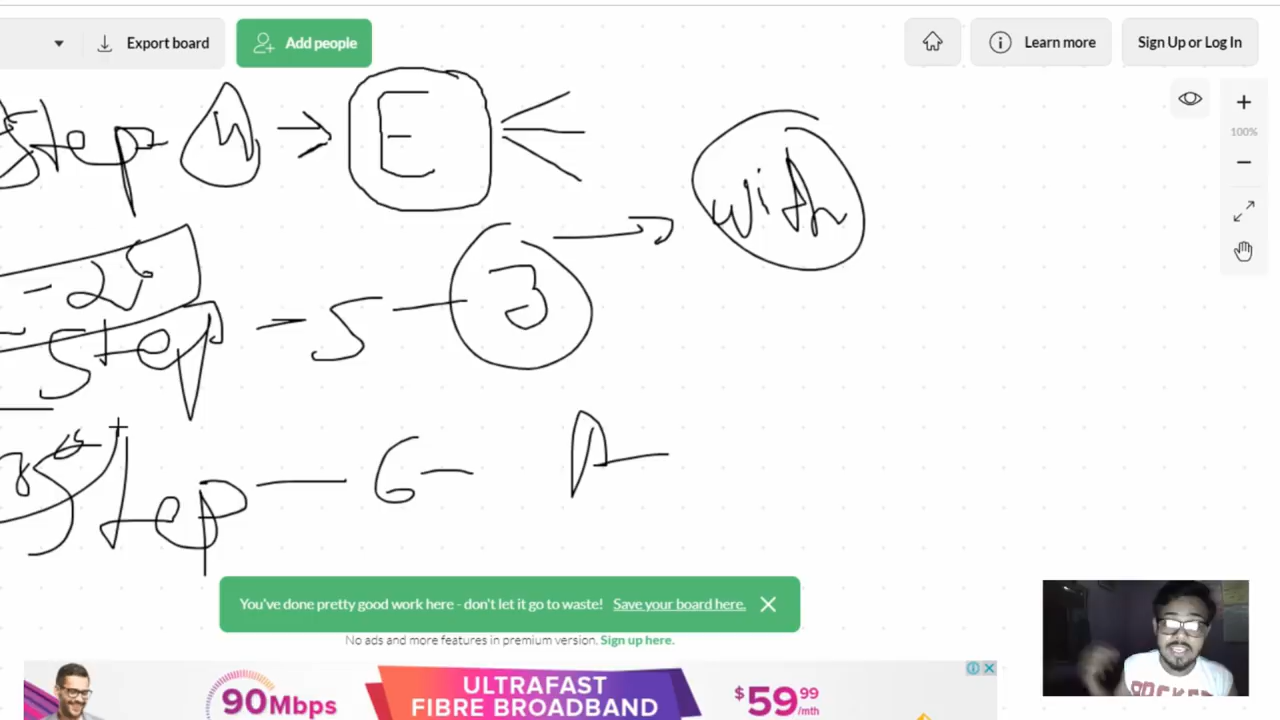 Export board
Add people
Learn more
Sign Up or Log In
100%
Step 4 → E
with
- 25
Step - 5 - 3
Step - 6 - A
You've done pretty good work here - don't let it go to waste! Save your board here.
No ads and more features in premium version. Sign up here.
90Mbps
ULTRAFAST
FIBRE BROADBAND
$59.99
/mth